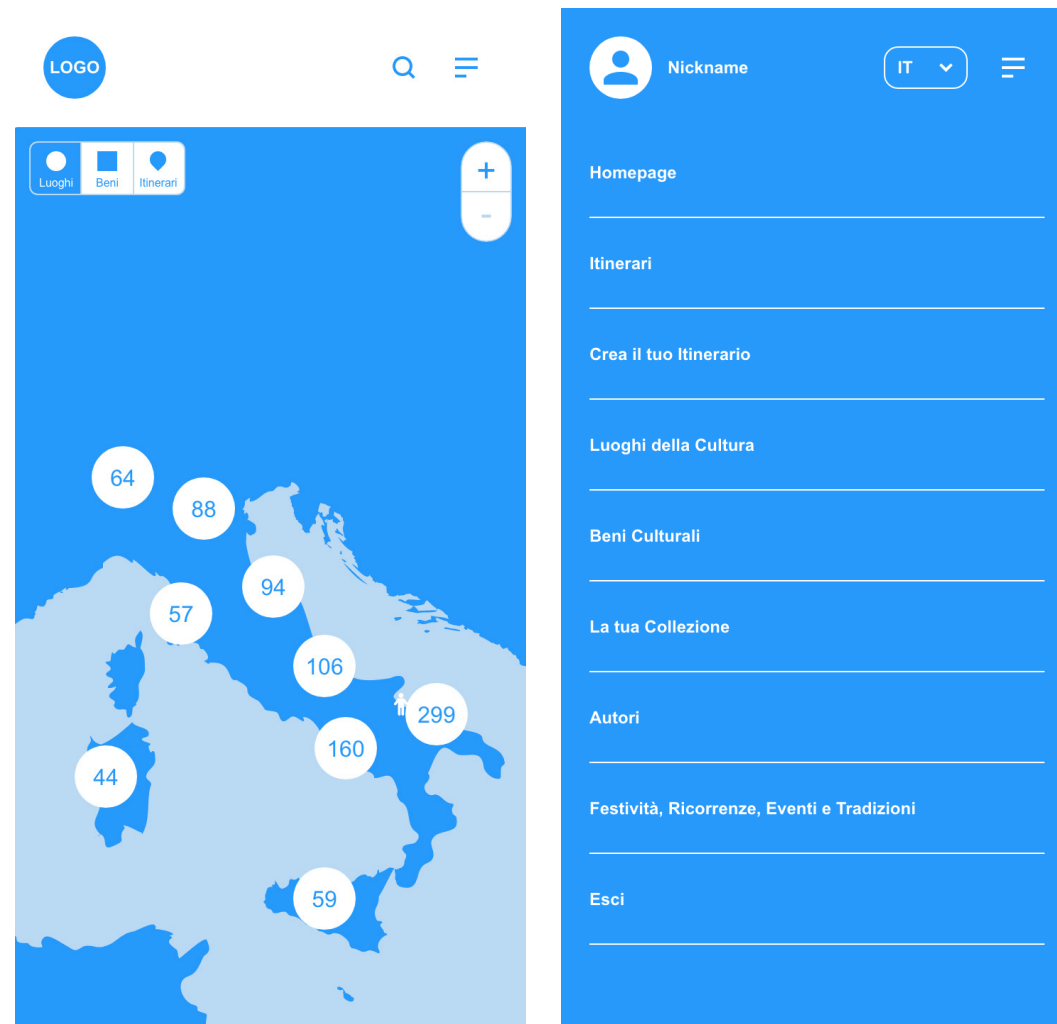 LOGO
Luoghi
Beni
Itinerari
+
-
64
88
94
57
106
299
160
44
59
Nickname
IT
Homepage
Itinerari
Crea il tuo Itinerario
Luoghi della Cultura
Beni Culturali
La tua Collezione
Autori
Festività, Ricorrenze, Eventi e Tradizioni
Esci